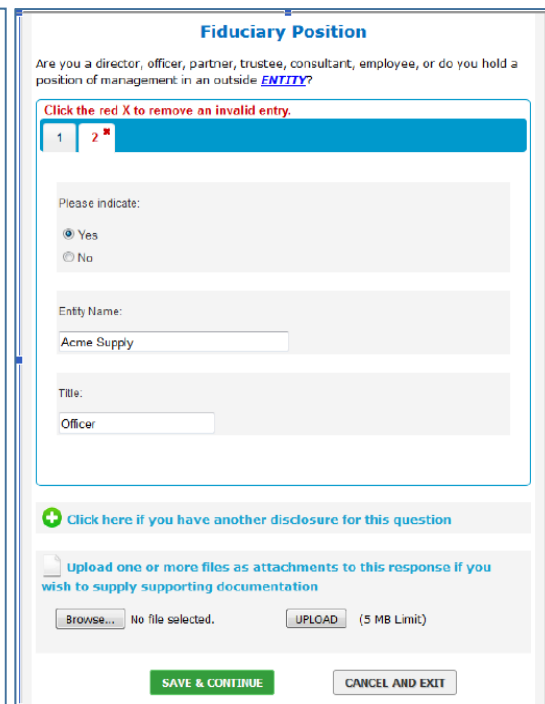 Fiduciary Position
Are you a director, officer, partner, trustee, consultant, employee, or do you hold a
position of management in an outside ENTITY?
Click the red X to remove an invalid entry.
1 2
Please indicate:
Yes
No
Entity Name:
Acme Supply
Title:
Officer
Click here if you have another disclosure for this question
Upload one or more files as attachments to this response if you
wish to supply supporting documentation
Browse... No file selected. UPLOAD (5 MB Limit)
SAVE & CONTINUE CANCEL AND EXIT